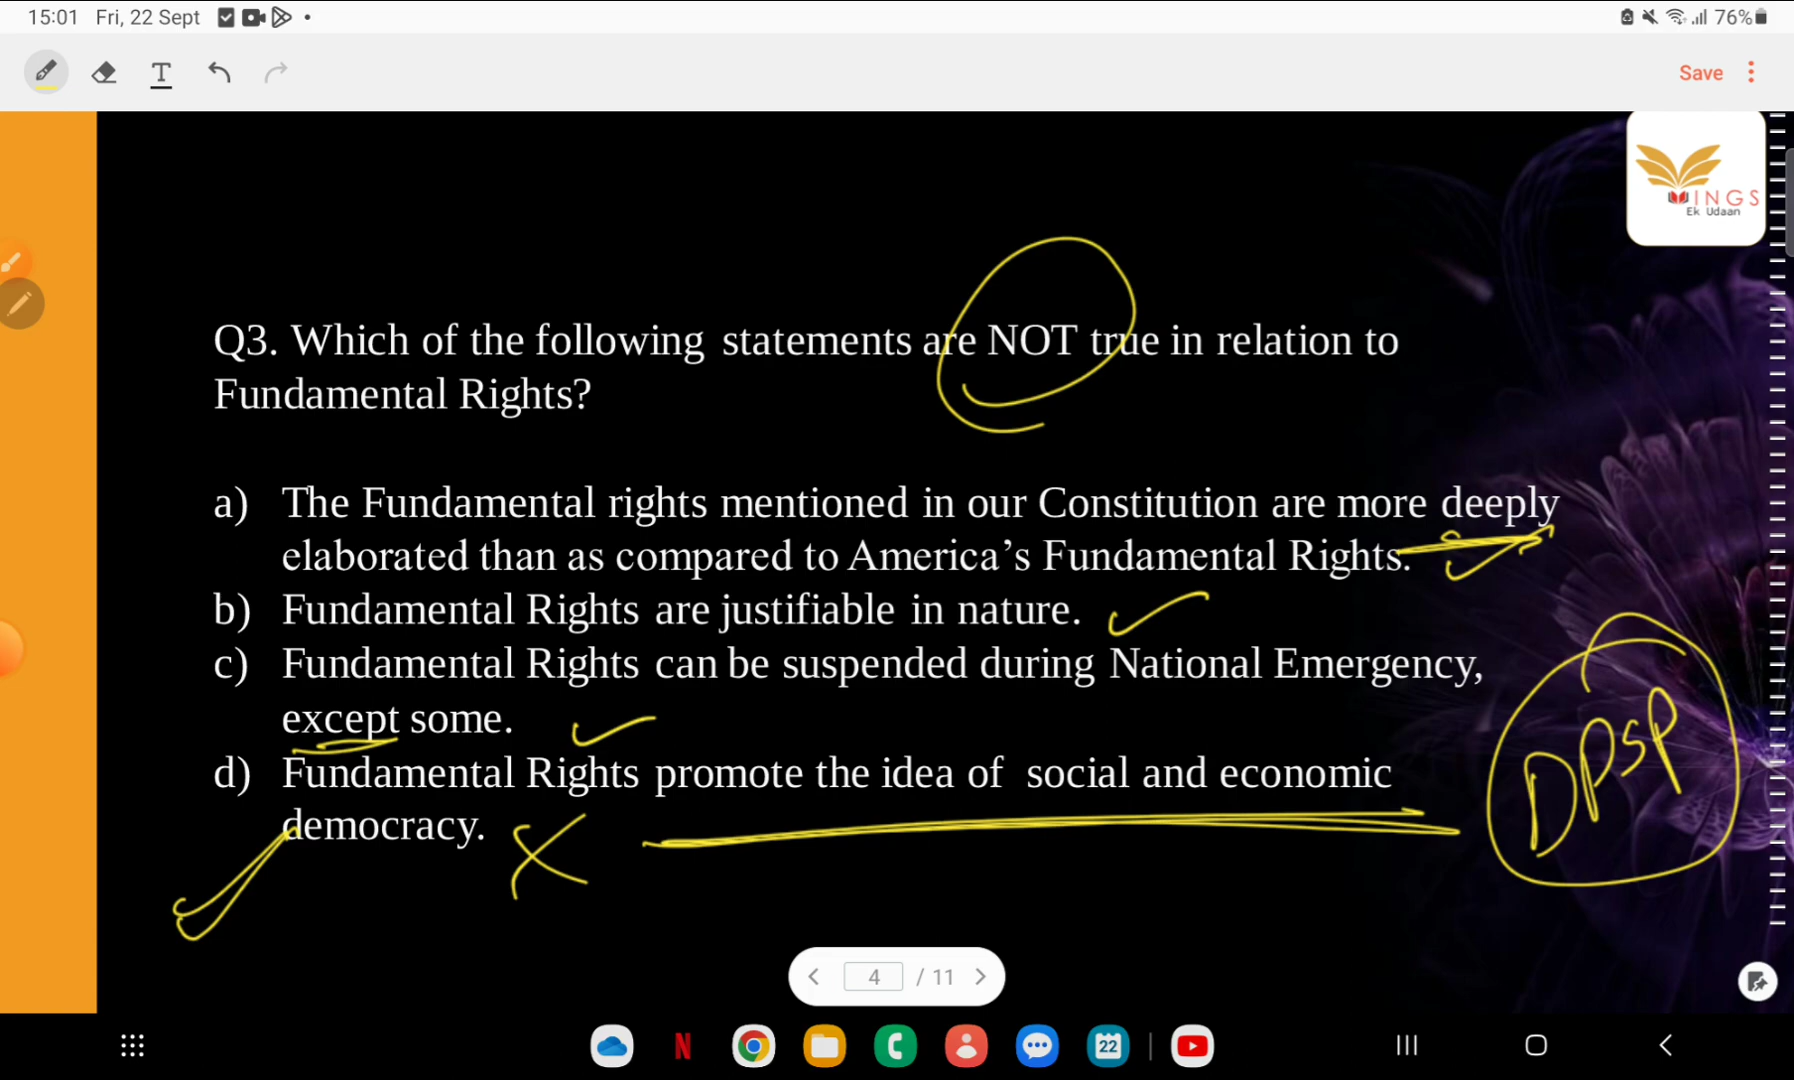 15:01 Fri, 22 Sept
76%
T
Save
WINGS
Ek Udaan
Q3. Which of the following statements are NOT true in relation to
Fundamental Rights?
a) The Fundamental rights mentioned in our Constitution are more deeply
elaborated than as compared to America's Fundamental Rights.
b) Fundamental Rights are justifiable in nature.
c) Fundamental Rights can be suspended during National Emergency,
except some.
d) Fundamental Rights promote the idea of social and economic
democracy.
DPSP
4 / 11
N
22